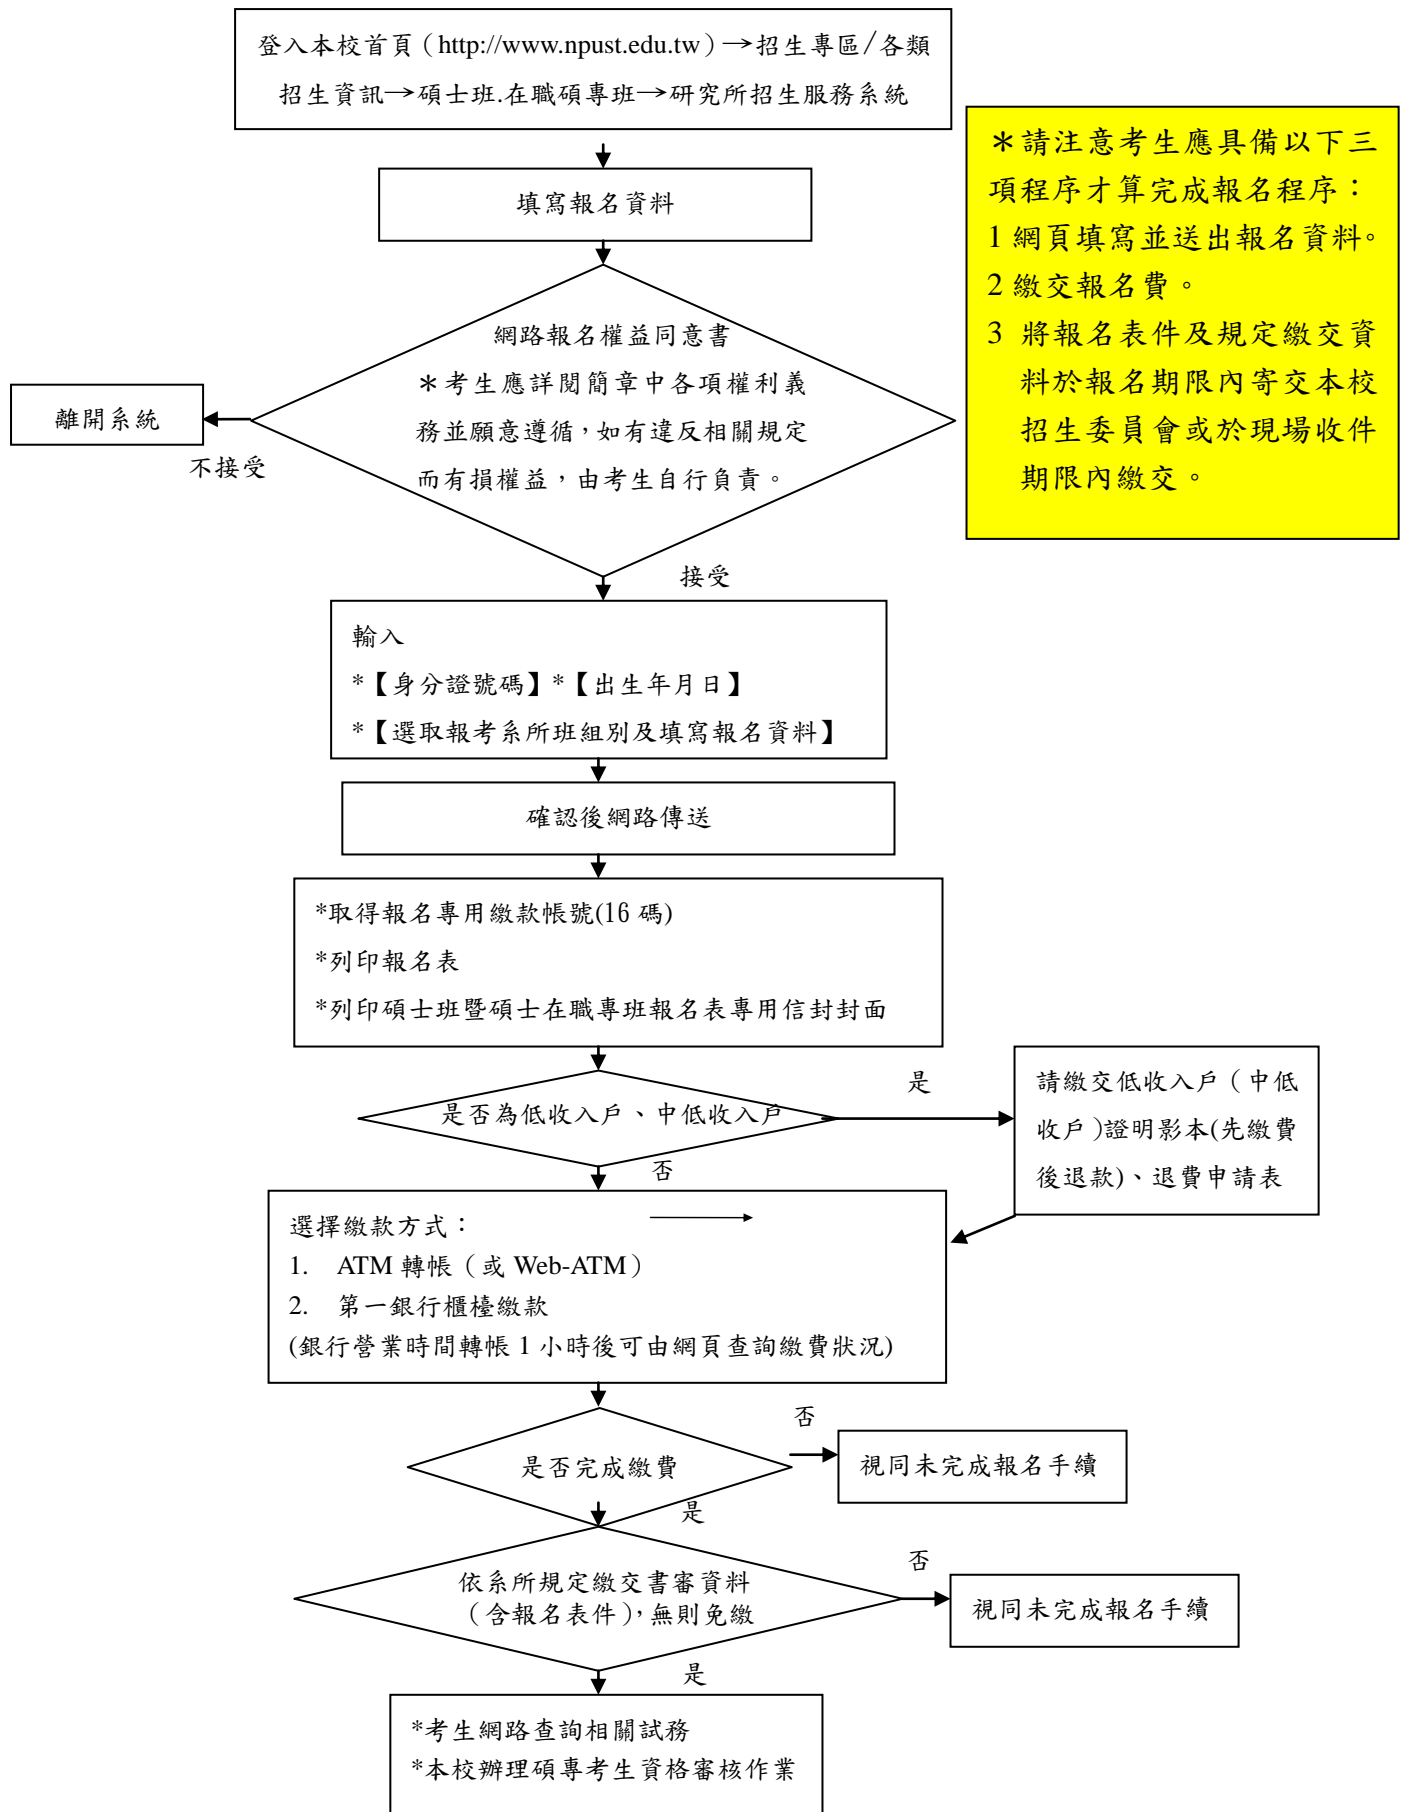 登入本校首頁（http://www.npust.edu.tw）→招生專區/各類
招生資訊→碩士班.在職碩專班→研究所招生服務系統
＊請注意考生應具備以下三
項程序才算完成報名程序：
1 網頁填寫並送出報名資料。
2 繳交報名費。
3 將報名表件及規定繳交資
料於報名期限內寄交本校
招生委員會或於現場收件
期限內繳交。
填寫報名資料
網路報名權益同意書
＊考生應詳閱簡章中各項權利義
務並願意遵循，如有違反相關規定
而有損權益，由考生自行負責。
離開系統
不接受
接受
輸入
*【身分證號碼】*【出生年月日】
*【選取報考系所班組別及填寫報名資料】
確認後網路傳送
*取得報名專用繳款帳號(16 碼)
*列印報名表
*列印碩士班暨碩士在職專班報名表專用信封封面
是否為低收入戶、中低收入戶
是
請繳交低收入戶（中低
收戶）證明影本(先繳費
後退款)、退費申請表
否
選擇繳款方式：
1. ATM 轉帳（或 Web-ATM）
2. 第一銀行櫃檯繳款
(銀行營業時間轉帳 1 小時後可由網頁查詢繳費狀況)
是否完成繳費
否
視同未完成報名手續
是
依系所規定繳交書審資料
（含報名表件），無則免繳
否
視同未完成報名手續
是
*考生網路查詢相關試務
*本校辦理碩專考生資格審核作業